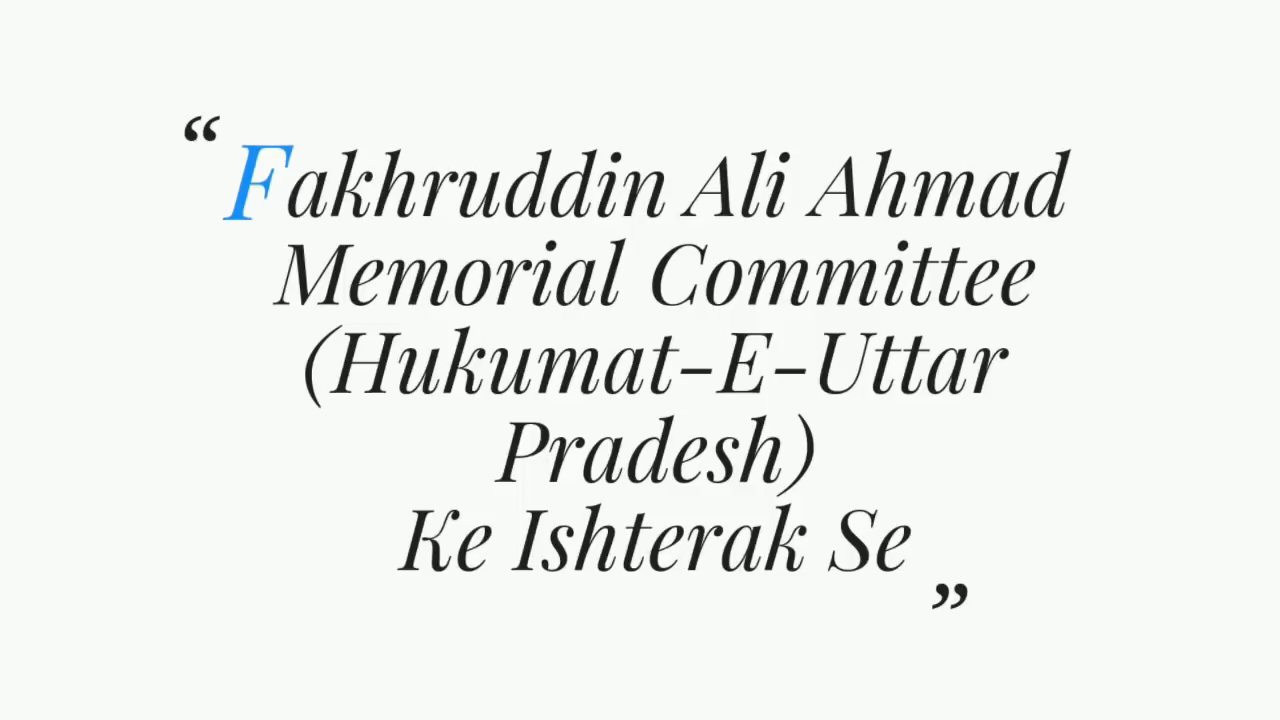 “Fakhruddin Ali Ahmad
Memorial Committee
(Hukumat-E-Uttar
Pradesh)
Ke Ishterak Se”